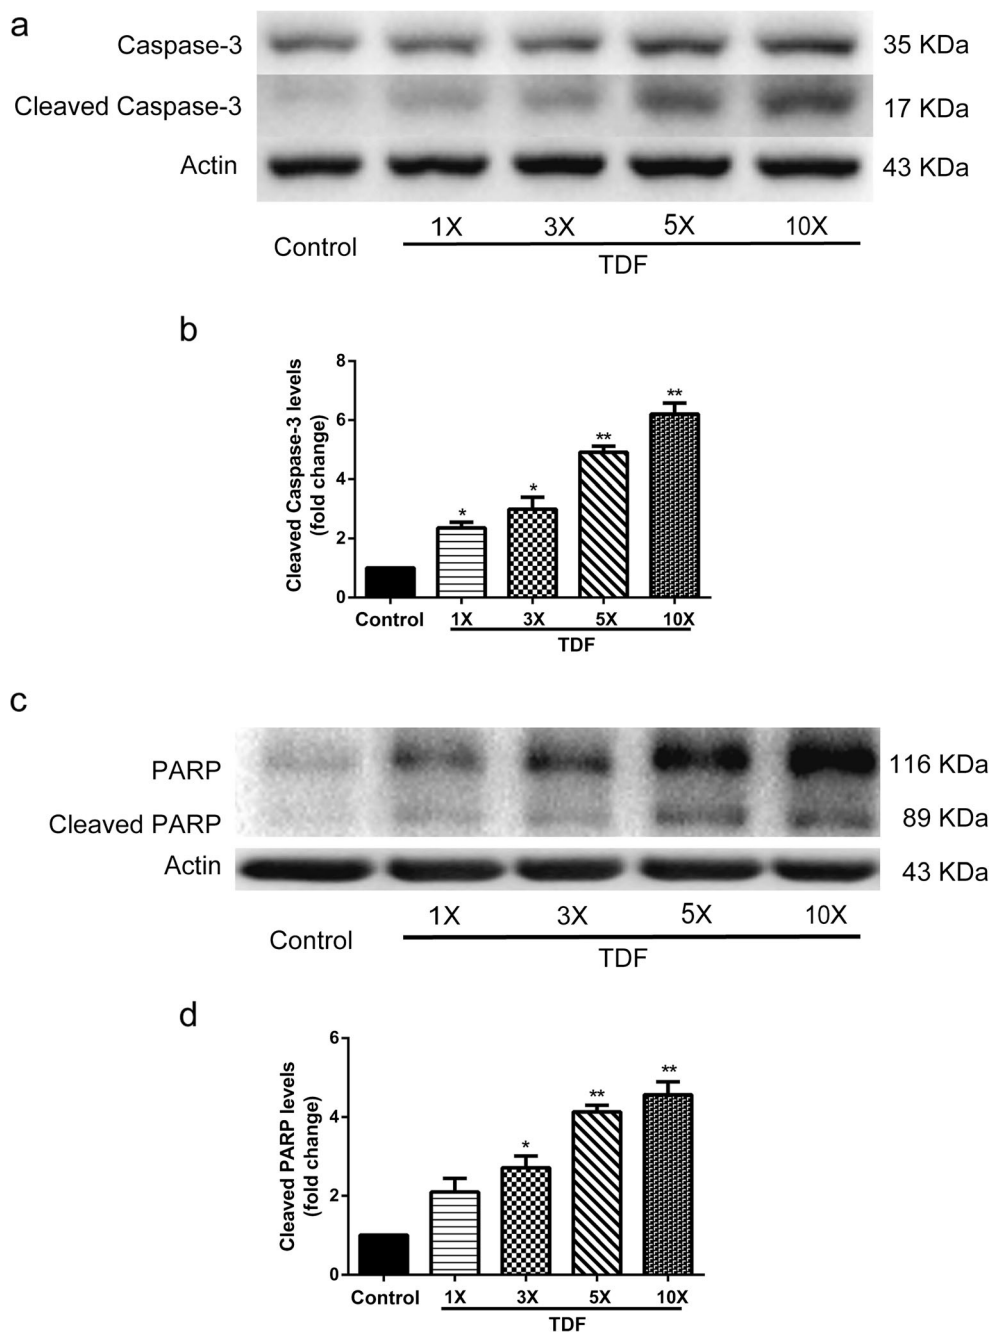 a
Caspase-3 35 KDa
Cleaved Caspase-3 17 KDa
Actin 43 KDa
1X 3X 5X 10X
Control
TDF
b
Cleaved Caspase-3 levels
(fold change)
8
6
4
2
0
* * ** **
Control 1X 3X 5X 10X
TDF
c
PARP 116 KDa
Cleaved PARP 89 KDa
Actin 43 KDa
1X 3X 5X 10X
Control
TDF
d
Cleaved PARP levels
(fold change)
6
4
2
0
* ** **
Control 1X 3X 5X 10X
TDF